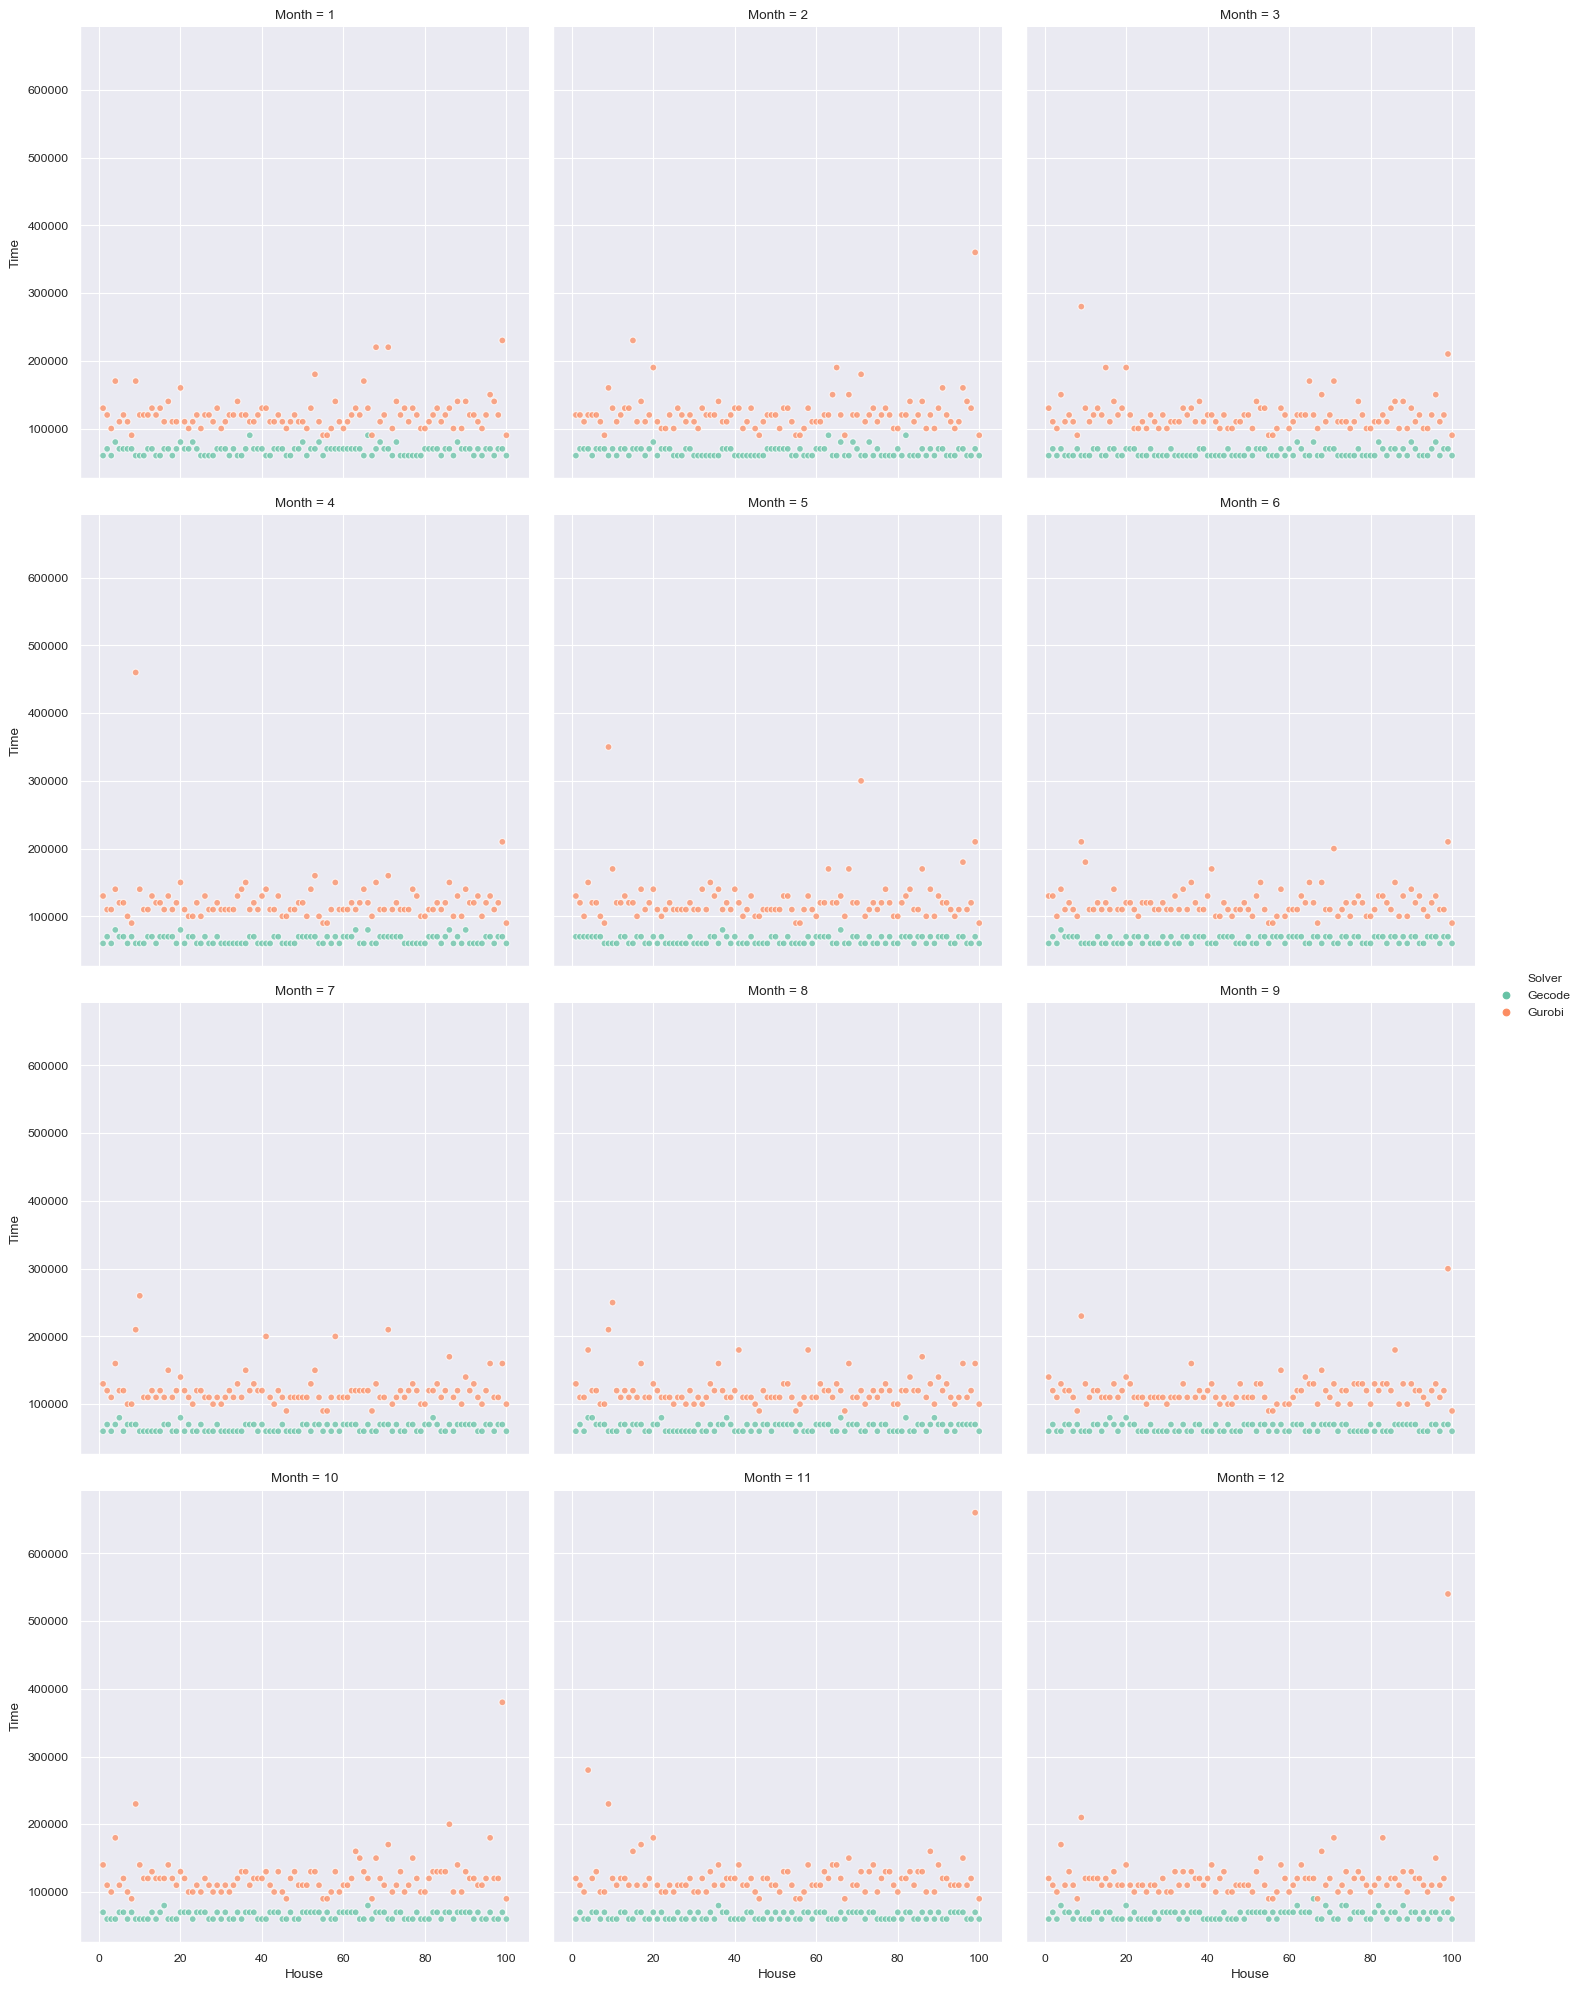 Month = 1
Month = 2
Month = 3
600000
500000
400000
300000
200000
100000
Time
Month = 4
Month = 5
Month = 6
600000
500000
400000
300000
200000
100000
Time
Solver
Gecode
Gurobi
Month = 7
Month = 8
Month = 9
600000
500000
400000
300000
200000
100000
Time
Month = 10
Month = 11
Month = 12
600000
500000
400000
300000
200000
100000
Time
0 20 40 60 80 100
House
0 20 40 60 80 100
House
0 20 40 60 80 100
House